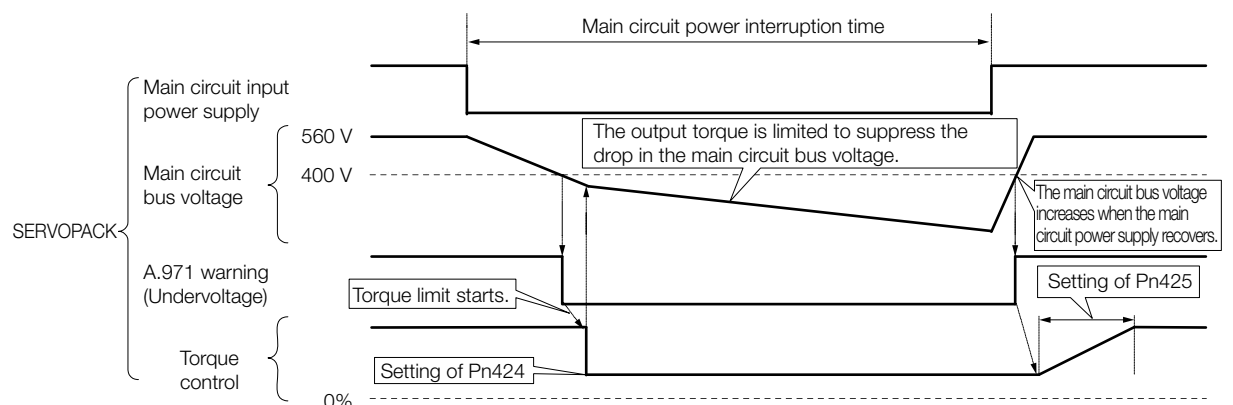 Main circuit power interruption time
Main circuit input
power supply
The output torque is limited to suppress the
drop in the main circuit bus voltage.
560 V
Main circuit
bus voltage
400 V
The main circuit bus voltage
increases when the main
circuit power supply recovers.
SERVOPACK
A.971 warning
(Undervoltage)
Torque limit starts.
Setting of Pn425
Torque
control
Setting of Pn424
0%